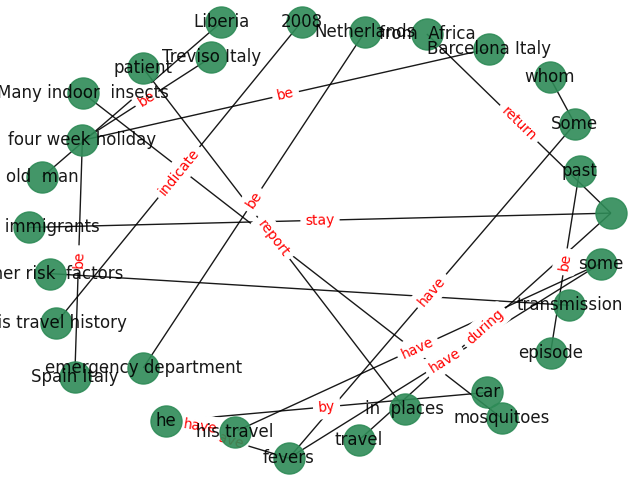 Liberia
2008
Netherlands
from  Africa
Barcelona Italy
Treviso Italy
patient
whom
Many indoor  insects
be
be
return
Some
four week holiday
past
indicate
old  man
be
stay
immigrants
report
be
be
some
her risk  factors
have
transmission
is travel history
during
have
episode
have
emergency department
Spain Italy
car
by
in  places
mosquitoes
he
have
his travel
travel
fevers